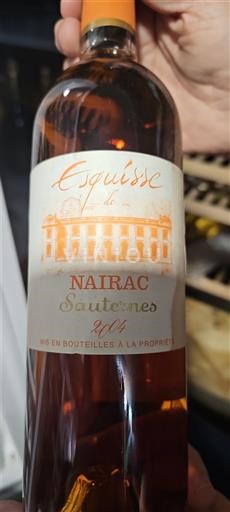 Esquisse
de
NAIRAC
Sauternes
2004
MIS EN BOUTEILLES À LA PROPRIÉTÉ